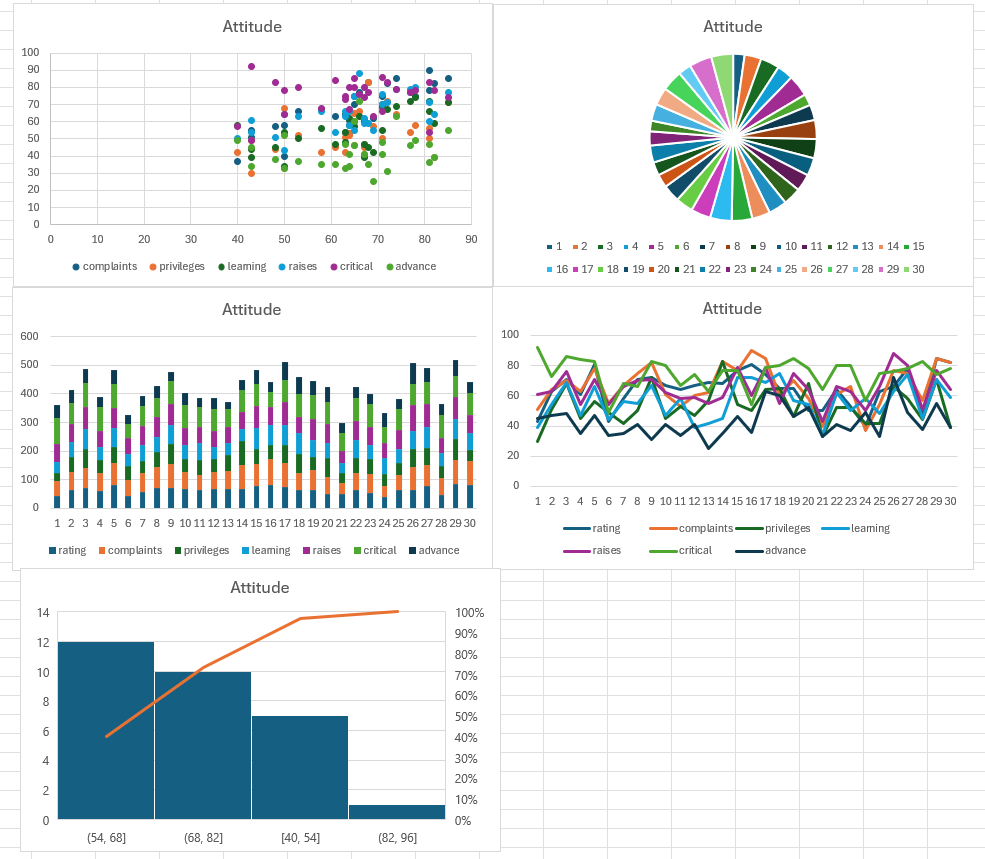 Attitude
100
90
80
70
60
50
40
30
20
10
0
0 10 20 30 40 50 60 70 80 90
complaints privileges learning raises critical advance
Attitude
1 2 3 4 5 6 7 8 9 10 11 12 13 14 15
16 17 18 19 20 21 22 23 24 25 26 27 28 29 30
Attitude
600
500
400
300
200
100
0
1 2 3 4 5 6 7 8 9 10 11 12 13 14 15 16 17 18 19 20 21 22 23 24 25 26 27 28 29 30
rating complaints privileges learning raises critical advance
Attitude
100
80
60
40
20
0
1 2 3 4 5 6 7 8 9 10 11 12 13 14 15 16 17 18 19 20 21 22 23 24 25 26 27 28 29 30
rating complaints privileges learning
raises critical advance
Attitude
14
12
10
8
6
4
2
0
100%
90%
80%
70%
60%
50%
40%
30%
20%
10%
0%
(54, 68] (68, 82] [40, 54] (82, 96]